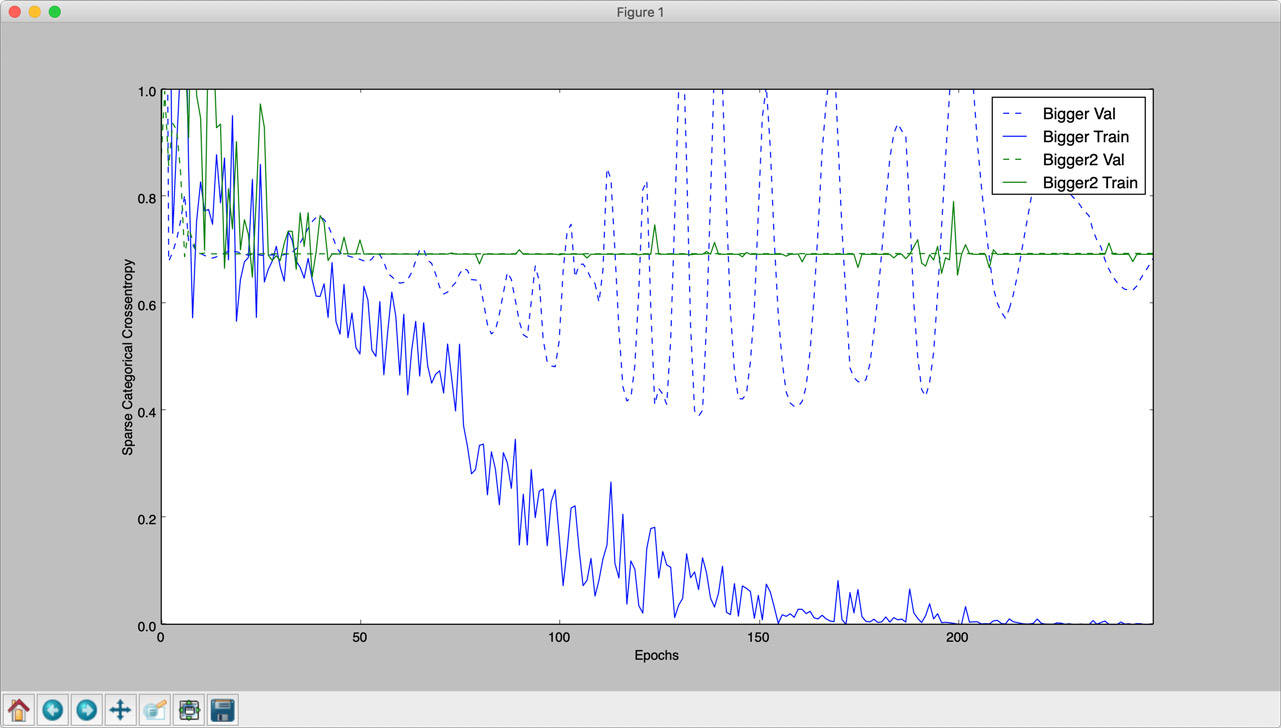 Figure 1
1.0
0.8
0.6
0.4
0.2
0.0
Sparse Categorical Crossentropy
0
50
100
150
200
Epochs
Bigger Val
Bigger Train
Bigger2 Val
Bigger2 Train